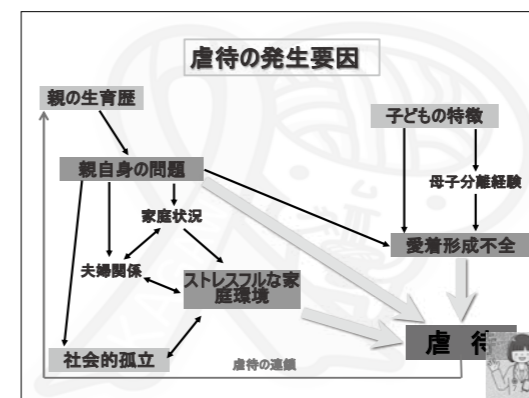 虐待の発生要因
親の生育歴
子どもの特徴
親自身の問題
母子分離経験
家庭状況
愛着形成不全
夫婦関係
ストレスフルな家
庭環境
虐 待
社会的孤立
虐待の連鎖